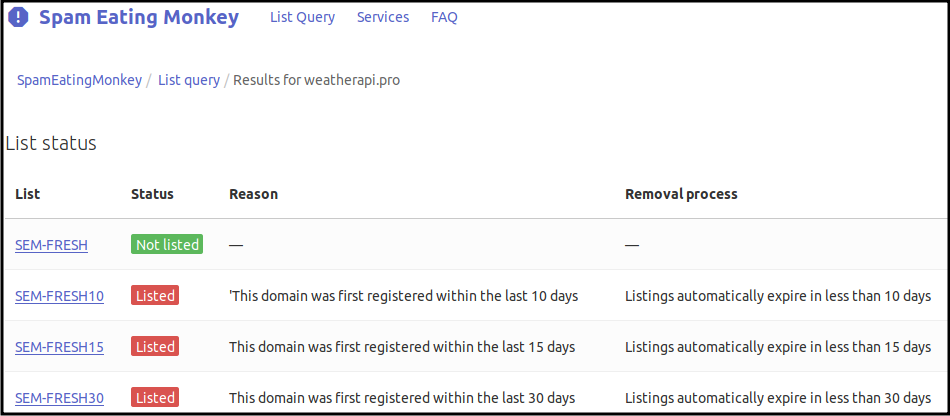 Spam Eating Monkey List Query Services FAQ
SpamEatingMonkey / List query / Results for weatherapi.pro
List status
List Status Reason Removal process
SEM-FRESH Not listed — —
SEM-FRESH10 Listed 'This domain was first registered within the last 10 days Listings automatically expire in less than 10 days
SEM-FRESH15 Listed This domain was first registered within the last 15 days Listings automatically expire in less than 15 days
SEM-FRESH30 Listed This domain was first registered within the last 30 days Listings automatically expire in less than 30 days